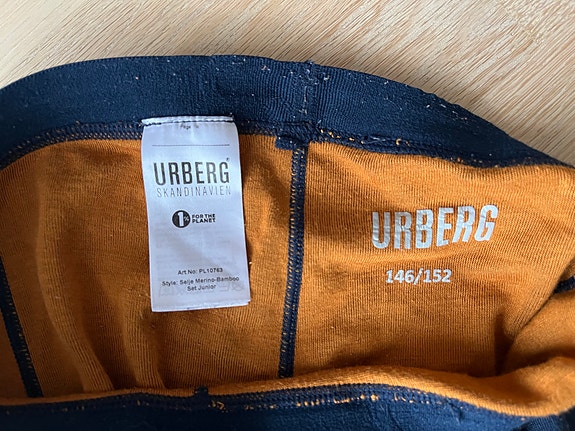 URBERG
SKANDINAVIEN
1% FOR THE
PLANET
Art.No: PL10763
Style: Selje Merino-Bamboo
Set Junior
URBERG
146/152